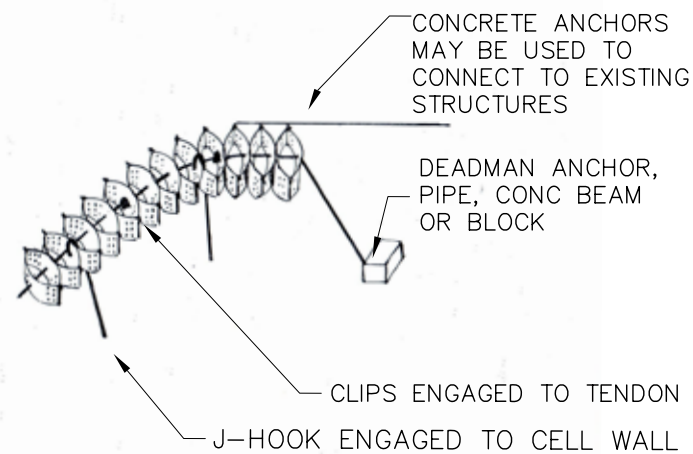 CONCRETE ANCHORS
MAY BE USED TO
CONNECT TO EXISTING
STRUCTURES
DEADMAN ANCHOR,
PIPE, CONC BEAM
OR BLOCK
CLIPS ENGAGED TO TENDON
J-HOOK ENGAGED TO CELL WALL